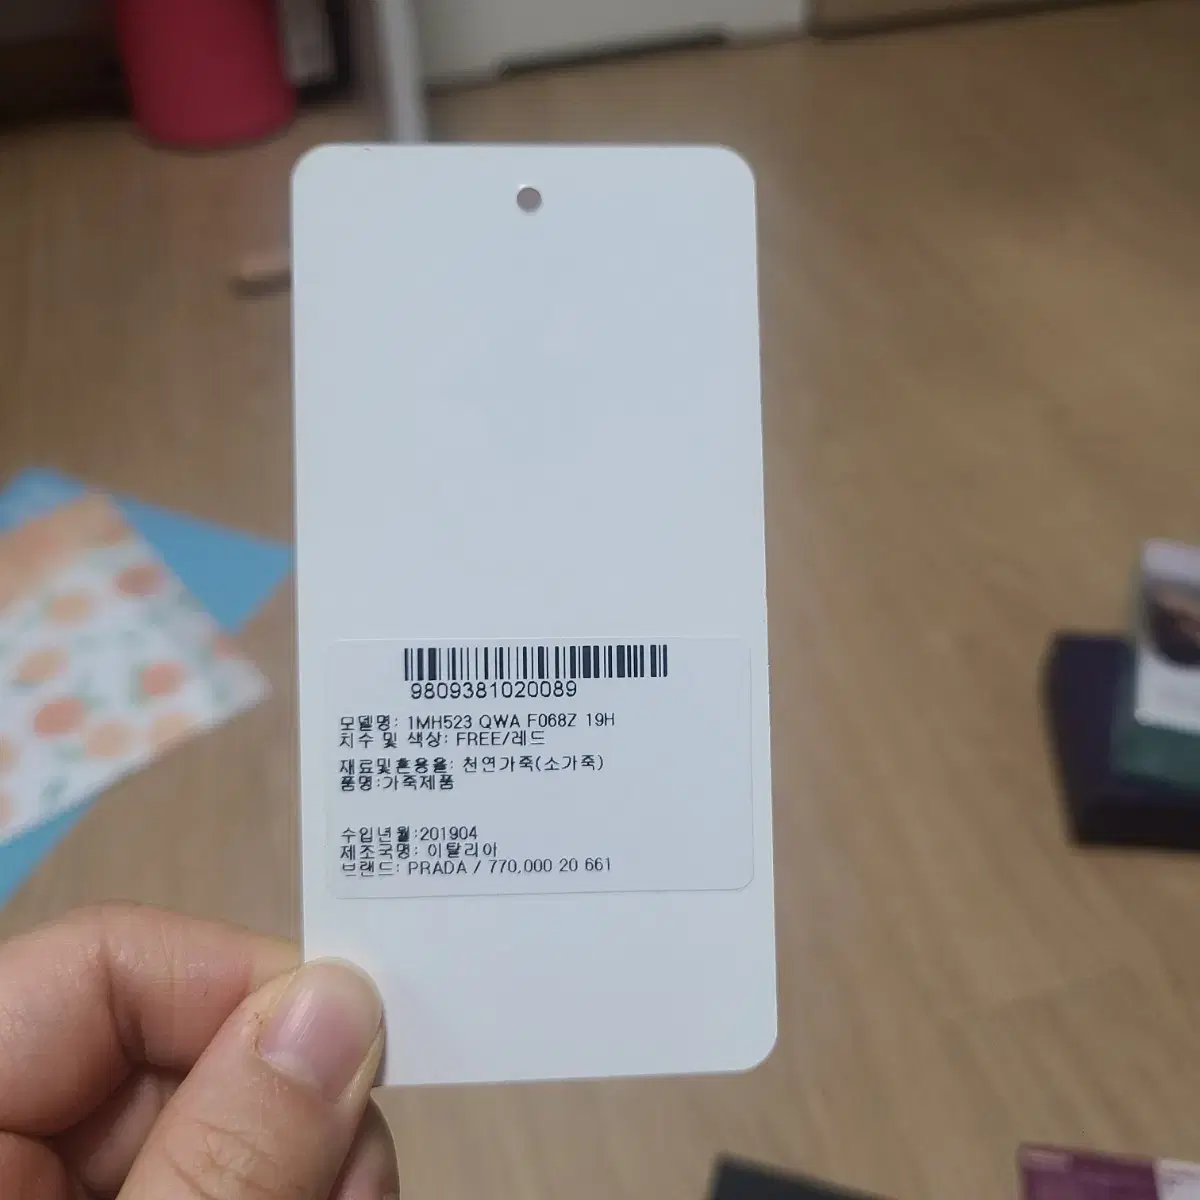 9809381020089
모델명: 1MH523 QWA F068Z 19H
치수 및 색상: FREE/레드
재료및혼용율: 천연가죽(소가죽)
품명:가죽제품
수입년월:201904
제조국명: 이탈리아
브랜드: PRADA / 770,000 20 661